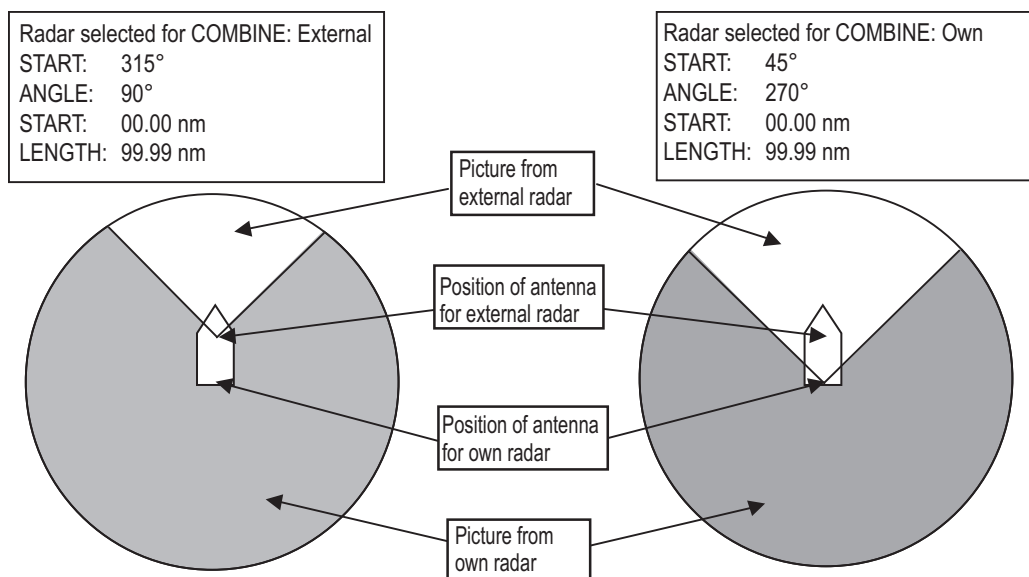 Radar selected for COMBINE: External
START: 315°
ANGLE: 90°
START: 00.00 nm
LENGTH: 99.99 nm
Radar selected for COMBINE: Own
START: 45°
ANGLE: 270°
START: 00.00 nm
LENGTH: 99.99 nm
Picture from
external radar
Position of antenna
for external radar
Position of antenna
for own radar
Picture from
own radar